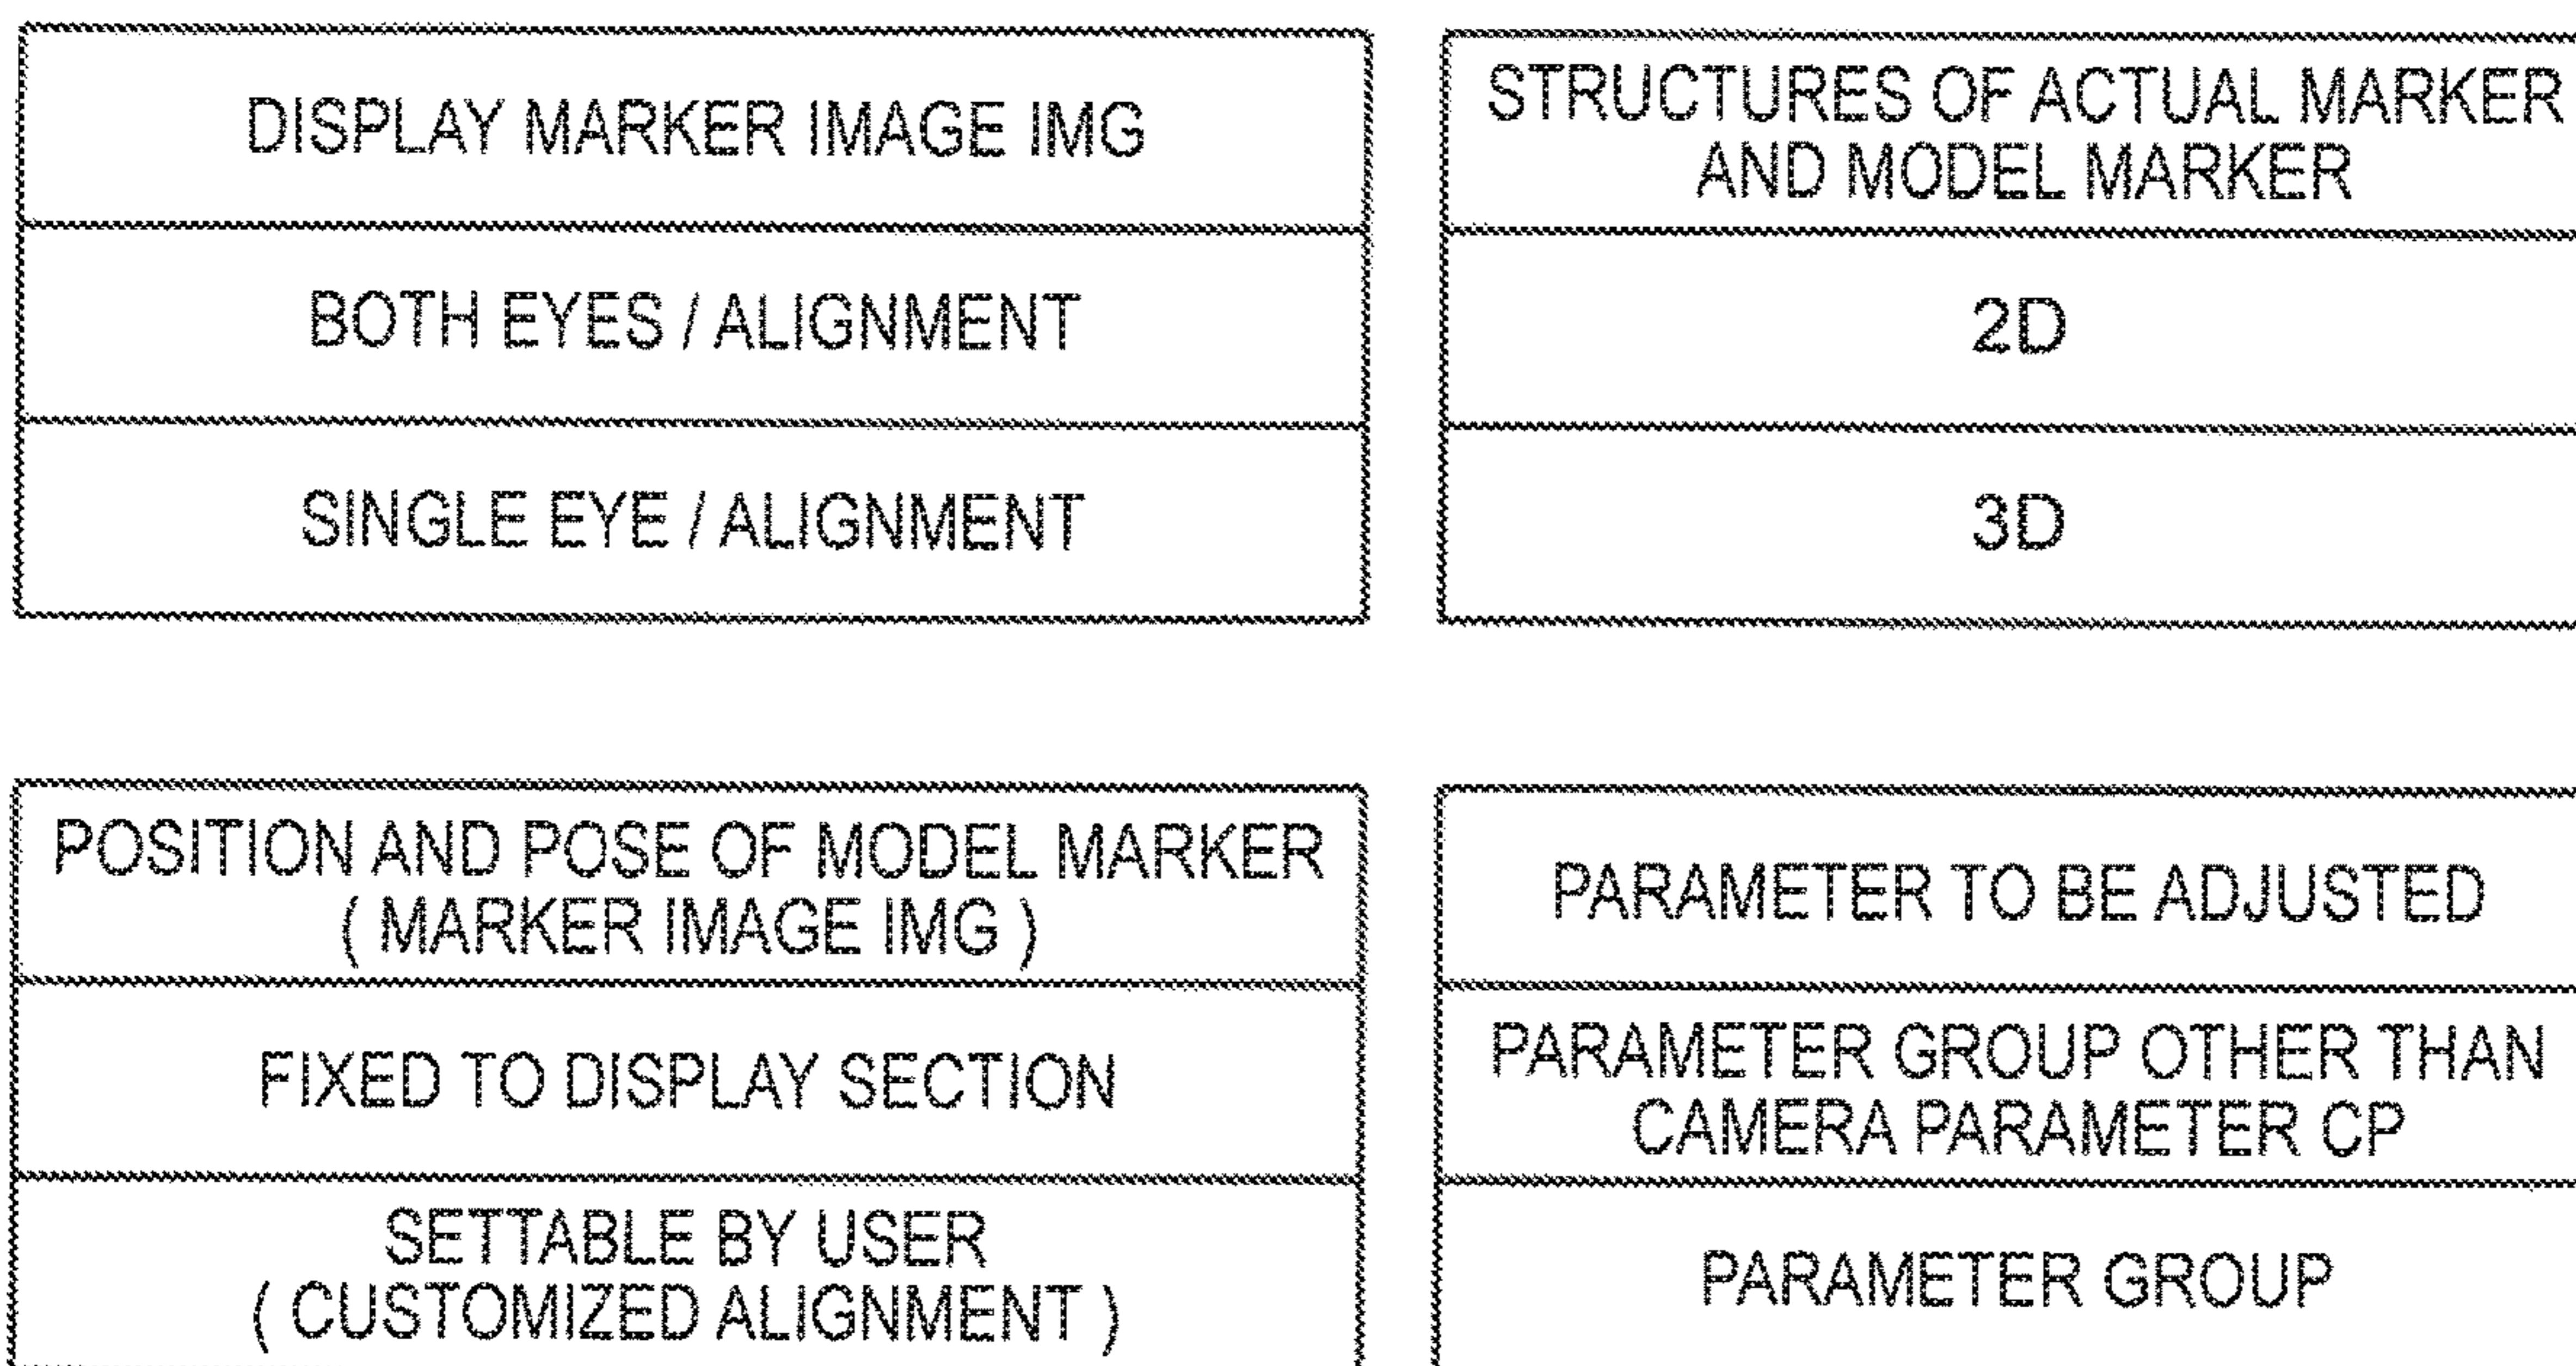 DISPLAY MARKER IMAGE IMG
BOTH EYES / ALIGNMENT
SINGLE EYE / ALIGNMENT
STRUCTURES OF ACTUAL MARKER
AND MODEL MARKER
2D
3D
POSITION AND POSE OF MODEL MARKER
( MARKER IMAGE IMG )
FIXED TO DISPLAY SECTION
SETTABLE BY USER
( CUSTOMIZED ALIGNMENT )
PARAMETER TO BE ADJUSTED
PARAMETER GROUP OTHER THAN
CAMERA PARAMETER CP
PARAMETER GROUP